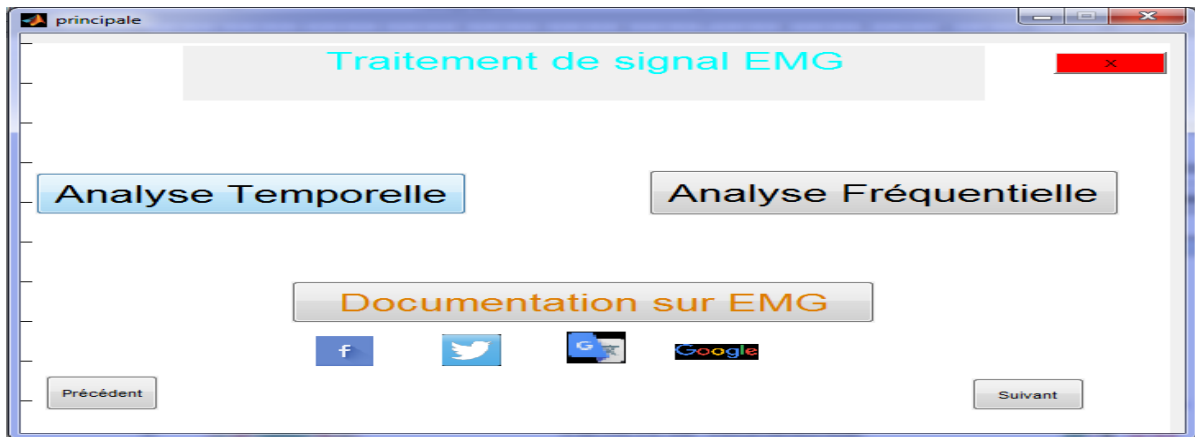 principale
Traitement de signal EMG
x
Analyse Temporelle
Analyse Fréquentielle
Documentation sur EMG
f
G
Google
Précédent
Suivant